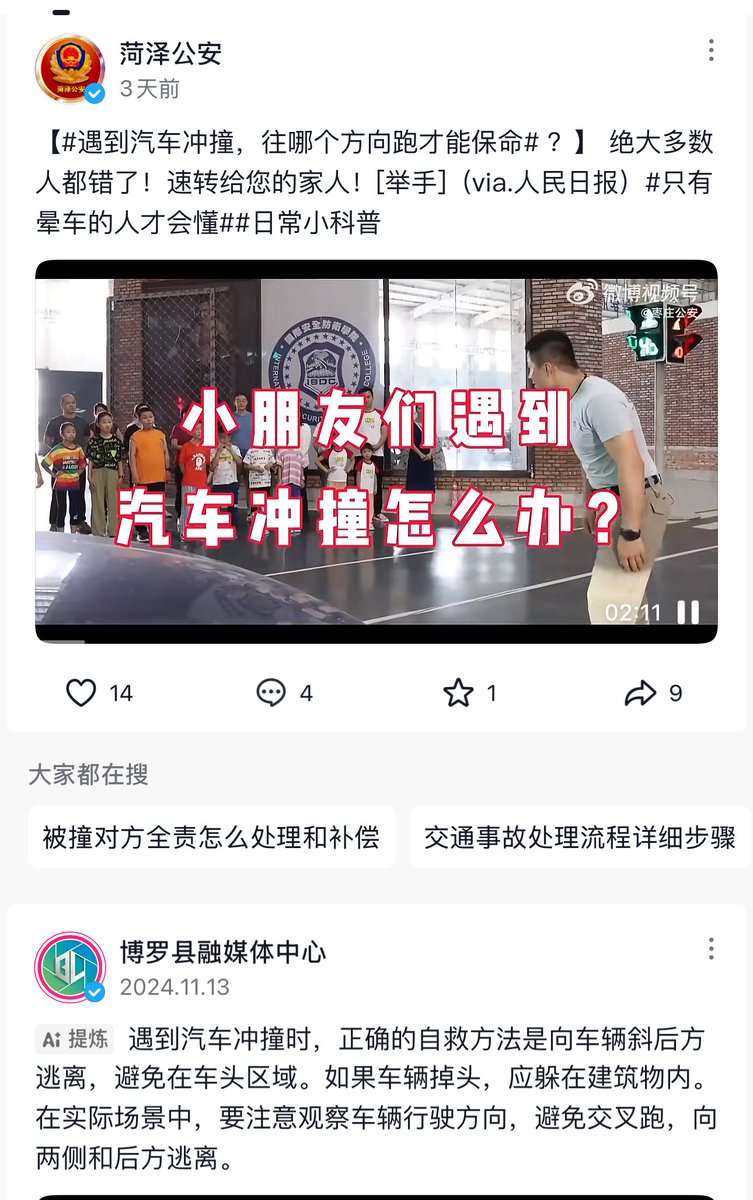 菏泽公安
菏泽公安
3天前
【#遇到汽车冲撞，往哪个方向跑才能保命#？】 绝大多数
人都错了！速转给您的家人！[举手]（via.人民日报）#只有
晕车的人才会懂##日常小科普
微博视频号
@枣庄公安
ISDC
小朋友们遇到
汽车冲撞怎么办？
02:11
14
4
1
9
大家都在搜
被撞对方全责怎么处理和补偿
交通事故处理流程详细步骤
博罗县融媒体中心
2024.11.13
Ai 提炼 遇到汽车冲撞时，正确的自救方法是向车辆斜后方
逃离，避免在车头区域。如果车辆掉头，应躲在建筑物内。
在实际场景中，要注意观察车辆行驶方向，避免交叉跑，向
两侧和后方逃离。